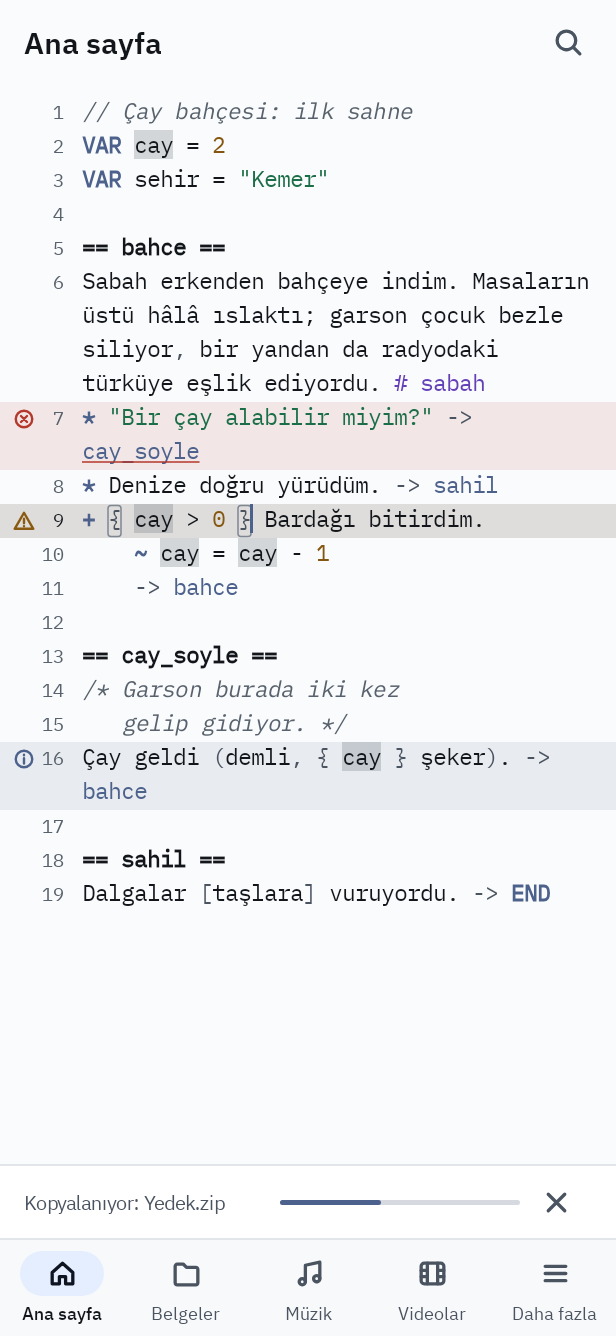 Ana sayfa
1 // Çay bahçesi: ilk sahne
2 VAR cay = 2
3 VAR sehir = "Kemer"
4
5 == bahce ==
6 Sabah erkenden bahçeye indim. Masaların
üstü hâlâ ıslaktı; garson çocuk bezle
siliyor, bir yandan da radyodaki
türküye eşlik ediyordu. # sabah
7 * "Bir çay alabilir miyim?" ->
cay_soyle
8 * Denize doğru yürüdüm. -> sahil
9 + { cay > 0 } Bardağı bitirdim.
10     ~ cay = cay - 1
11     -> bahce
12
13 == cay_soyle ==
14 /* Garson burada iki kez
15    gelip gidiyor. */
16 Çay geldi (demli, { cay } şeker). ->
bahce
17
18 == sahil ==
19 Dalgalar [taşlara] vuruyordu. -> END
Kopyalanıyor: Yedek.zip
Ana sayfa
Belgeler
Müzik
Videolar
Daha fazla